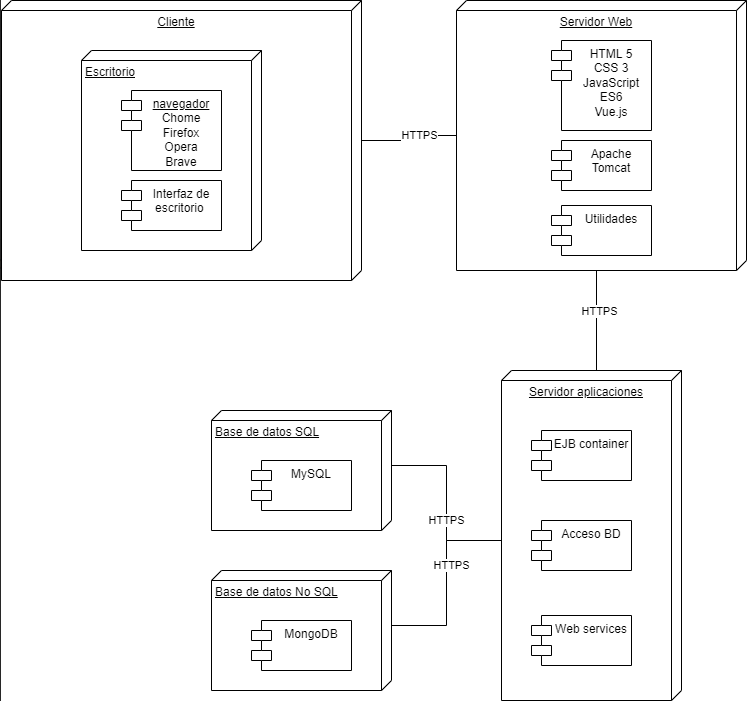 Cliente
Escritorio
navegador
Chome
Firefox
Opera
Brave
Interfaz de
escritorio
HTTPS
Servidor Web
HTML 5
CSS 3
JavaScript
ES6
Vue.js
Apache
Tomcat
Utilidades
HTTPS
Servidor aplicaciones
EJB container
Acceso BD
Web services
Base de datos SQL
MySQL
HTTPS
HTTPS
Base de datos No SQL
MongoDB